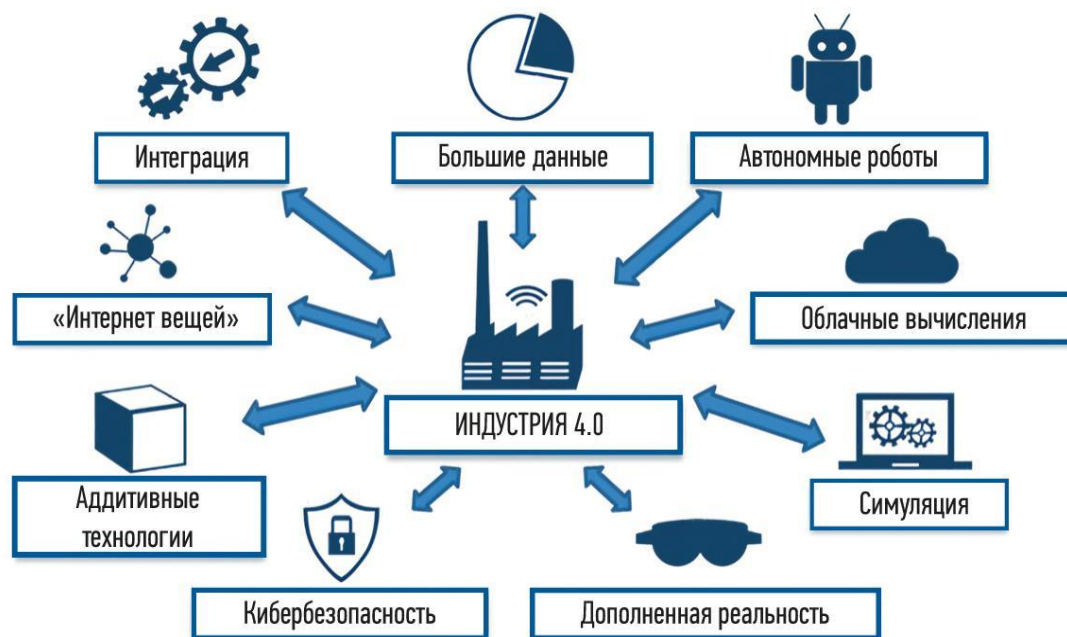 Интеграция
Большие данные
Автономные роботы
«Интернет вещей»
Облачные вычисления
ИНДУСТРИЯ 4.0
Аддитивные
технологии
Симуляция
Кибербезопасность
Дополненная реальность